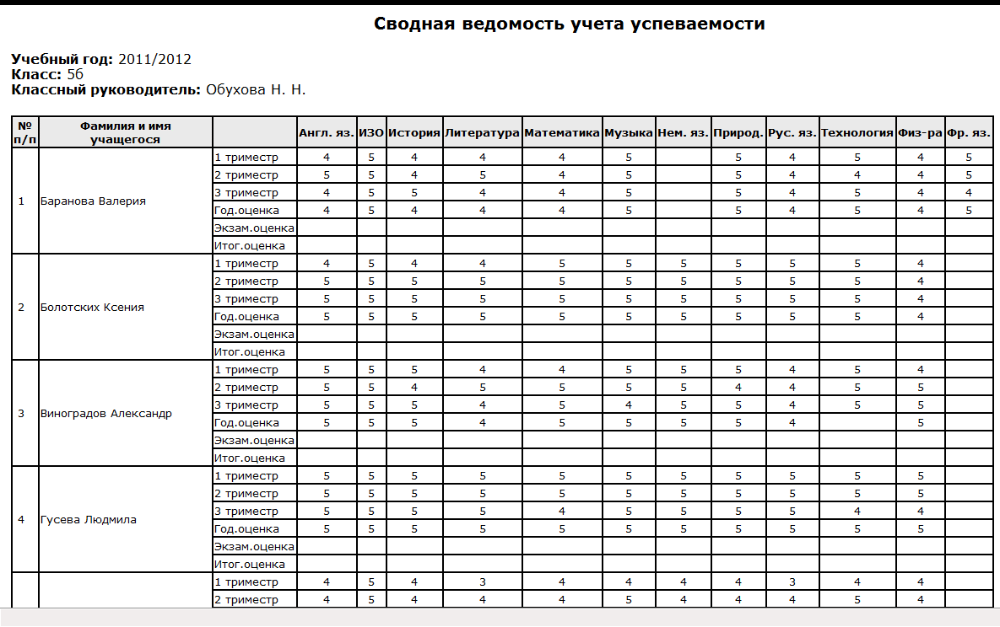 Сводная ведомость учета успеваемости
Учебный год: 2011/2012
Класс: 5б
Классный руководитель: Обухова Н. Н.
№ п/п Фамилия и имя учащегося Англ. яз. ИЗО История Литература Математика Музыка Нем. яз. Природ. Рус. яз. Технология Физ-ра Фр. яз.
1 Баранова Валерия
1 триместр 4 5 4 4 4 5 5 4 5 4 5
2 триместр 5 5 4 5 4 5 5 4 4 4 5
3 триместр 4 5 5 4 4 5 5 4 5 4 4
Год.оценка 4 5 4 4 4 5 5 4 5 4 5
Экзам.оценка
Итог.оценка
2 Болотских Ксения
1 триместр 4 5 4 4 5 5 5 5 5 5 4
2 триместр 5 5 5 5 5 5 5 5 5 5 4
3 триместр 5 5 5 5 5 5 5 5 5 5 4
Год.оценка 5 5 5 5 5 5 5 5 5 5 4
Экзам.оценка
Итог.оценка
3 Виноградов Александр
1 триместр 5 5 5 4 4 5 5 5 4 5 4
2 триместр 5 5 4 5 5 5 5 4 4 5 5
3 триместр 5 5 5 4 5 4 5 5 4 5 5
Год.оценка 5 5 5 4 5 5 5 5 4 5
Экзам.оценка
Итог.оценка
4 Гусева Людмила
1 триместр 5 5 5 5 5 5 5 5 5 5 5
2 триместр 5 5 5 5 5 5 5 5 5 5 5
3 триместр 5 5 5 5 4 5 5 5 5 4 4
Год.оценка 5 5 5 5 5 5 5 5 5 5 5
Экзам.оценка
Итог.оценка
1 триместр 4 5 4 3 4 4 4 4 3 4 4
2 триместр 4 5 4 4 4 5 4 4 4 5 4